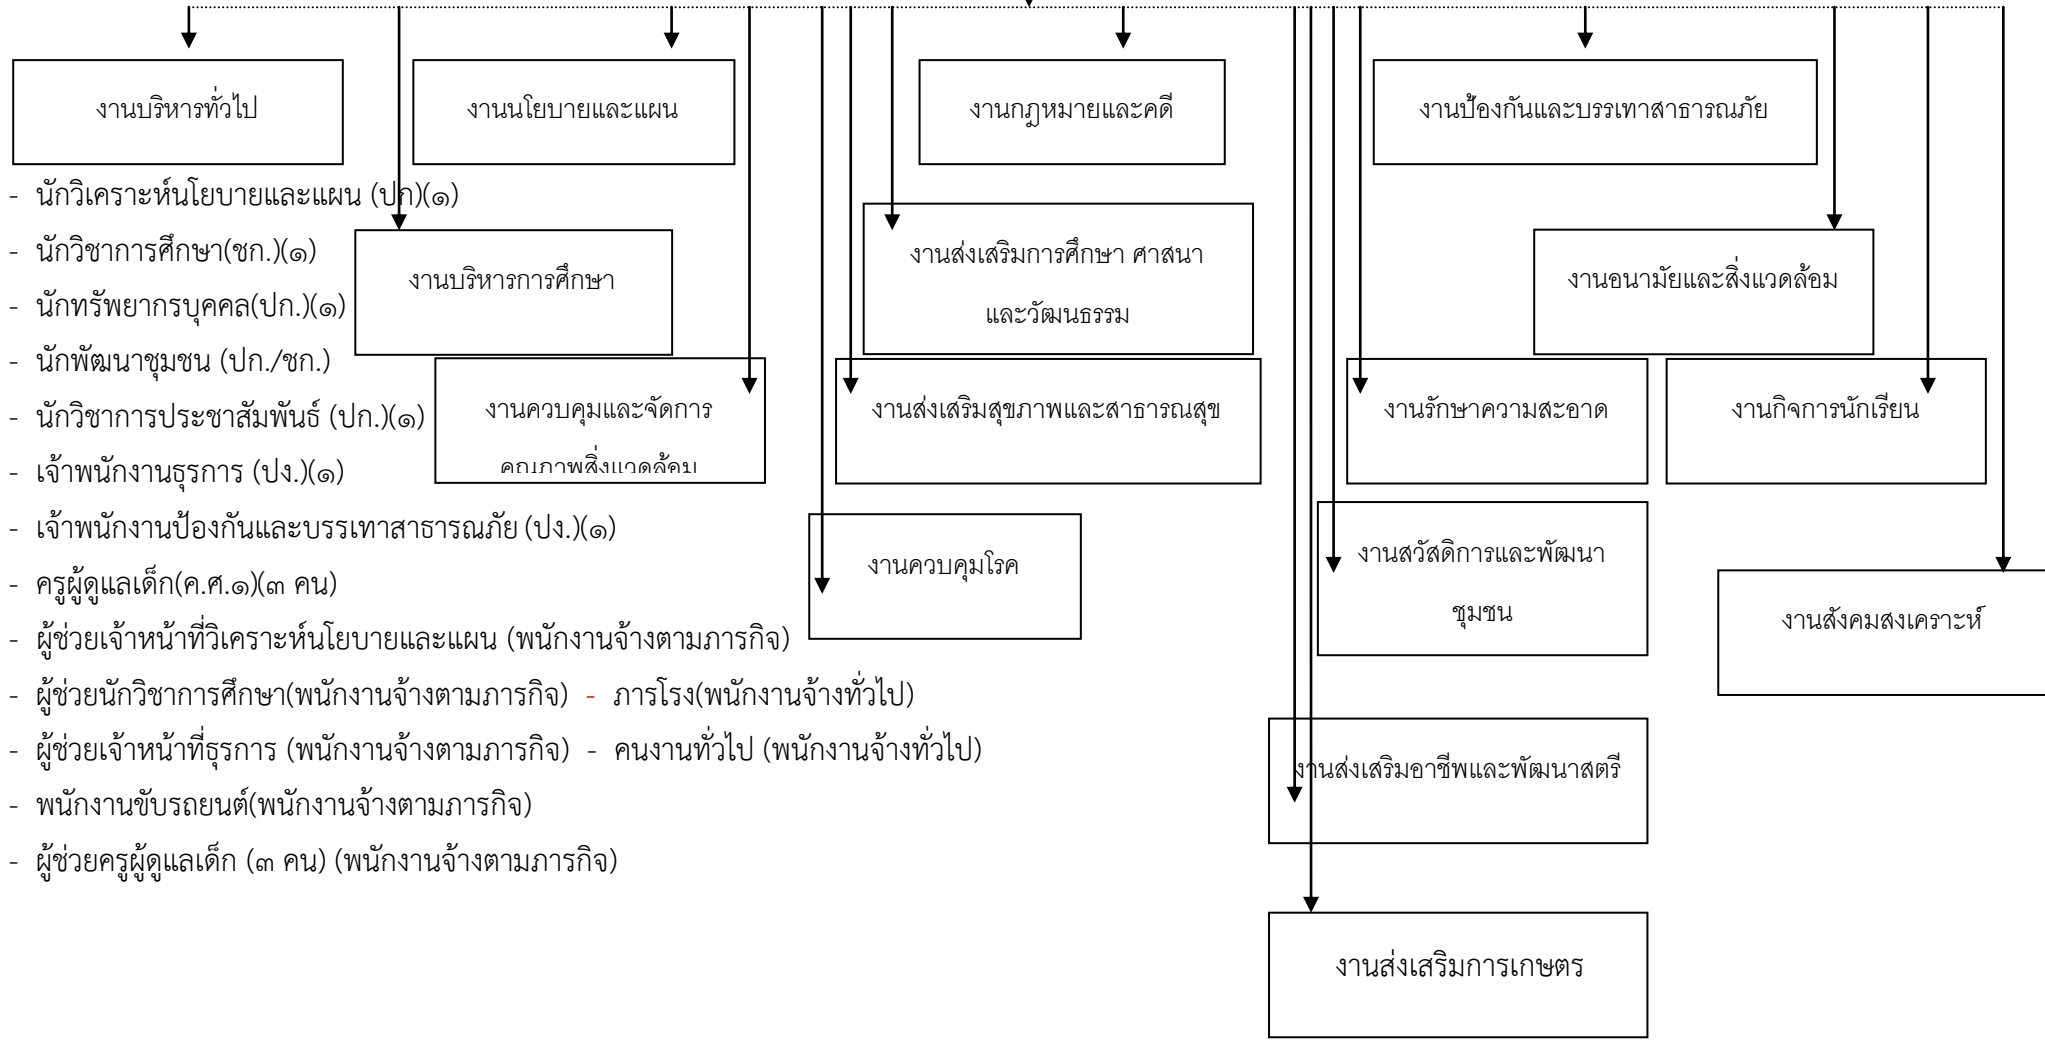 งานบริหารทั่วไป
งานนโยบายและแผน
งานกฎหมายและคดี
งานป้องกันและบรรเทาสาธารณภัย
- นักวิเคราะห์นโยบายและแผน (ปก)(๑)
- นักวิชาการศึกษา(ชก.)(๑)
- นักทรัพยากรบุคคล(ปก.)(๑)
- นักพัฒนาชุมชน (ปก./ชก.)
- นักวิชาการประชาสัมพันธ์ (ปก.)(๑)
- เจ้าพนักงานธุรการ (ปง.)(๑)
- เจ้าพนักงานป้องกันและบรรเทาสาธารณภัย (ปง.)(๑)
- ครูผู้ดูแลเด็ก(ค.ศ.๑)(๓ คน)
- ผู้ช่วยเจ้าหน้าที่วิเคราะห์นโยบายและแผน (พนักงานจ้างตามภารกิจ)
- ผู้ช่วยนักวิชาการศึกษา(พนักงานจ้างตามภารกิจ) - ภารโรง(พนักงานจ้างทั่วไป)
- ผู้ช่วยเจ้าหน้าที่ธุรการ (พนักงานจ้างตามภารกิจ) - คนงานทั่วไป (พนักงานจ้างทั่วไป)
- พนักงานขับรถยนต์(พนักงานจ้างตามภารกิจ)
- ผู้ช่วยครูผู้ดูแลเด็ก (๓ คน) (พนักงานจ้างตามภารกิจ)
งานบริหารการศึกษา
งานส่งเสริมการศึกษา ศาสนา
และวัฒนธรรม
งานอนามัยและสิ่งแวดล้อม
งานควบคุมและจัดการ
คุณภาพสิ่งแวดล้อม
งานส่งเสริมสุขภาพและสาธารณสุข
งานรักษาความสะอาด
งานกิจการนักเรียน
งานควบคุมโรค
งานสวัสดิการและพัฒนา
ชุมชน
งานสังคมสงเคราะห์
งานส่งเสริมอาชีพและพัฒนาสตรี
งานส่งเสริมการเกษตร